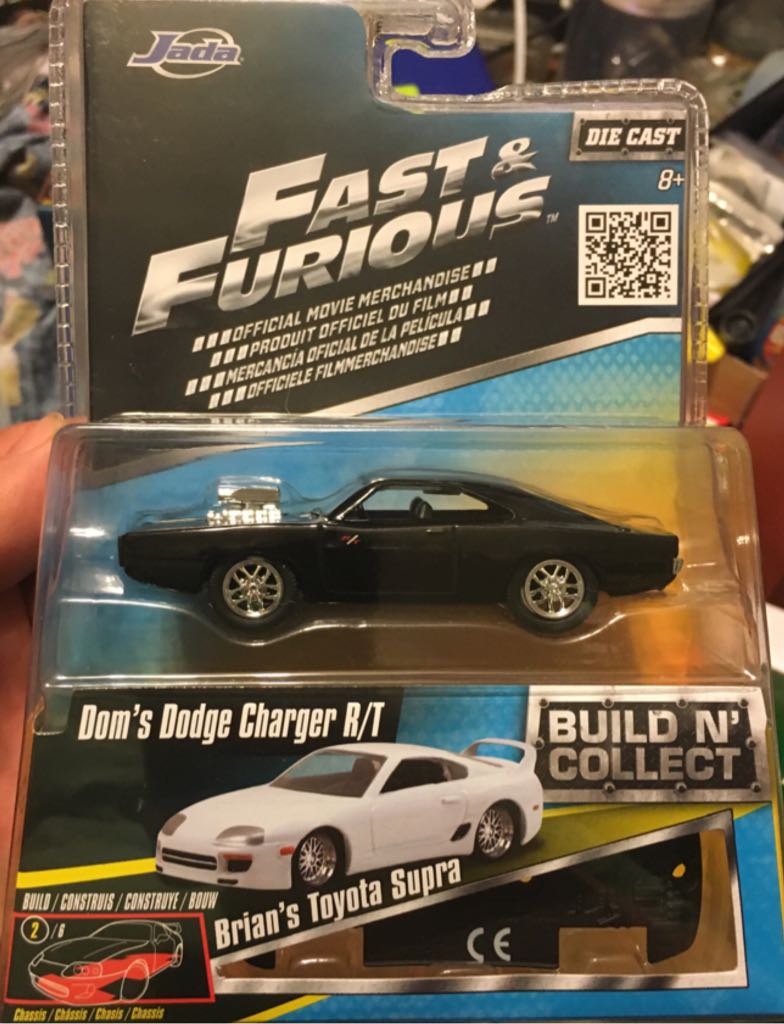 Jada
DIE CAST
8+
FAST &
FURIOUS™
OFFICIAL MOVIE MERCHANDISE
PRODUIT OFFICIEL DU FILM
MERCANCÍA OFICIAL DE LA PELÍCULA
OFFICIELE FILMMERCHANDISE
Dom's Dodge Charger R/T
BUILD N'
COLLECT
Brian's Toyota Supra
BUILD / CONSTRUIS / CONSTRUYE / BOUW
2/6
Chassis / Châssis / Chasis / Chassis
CE